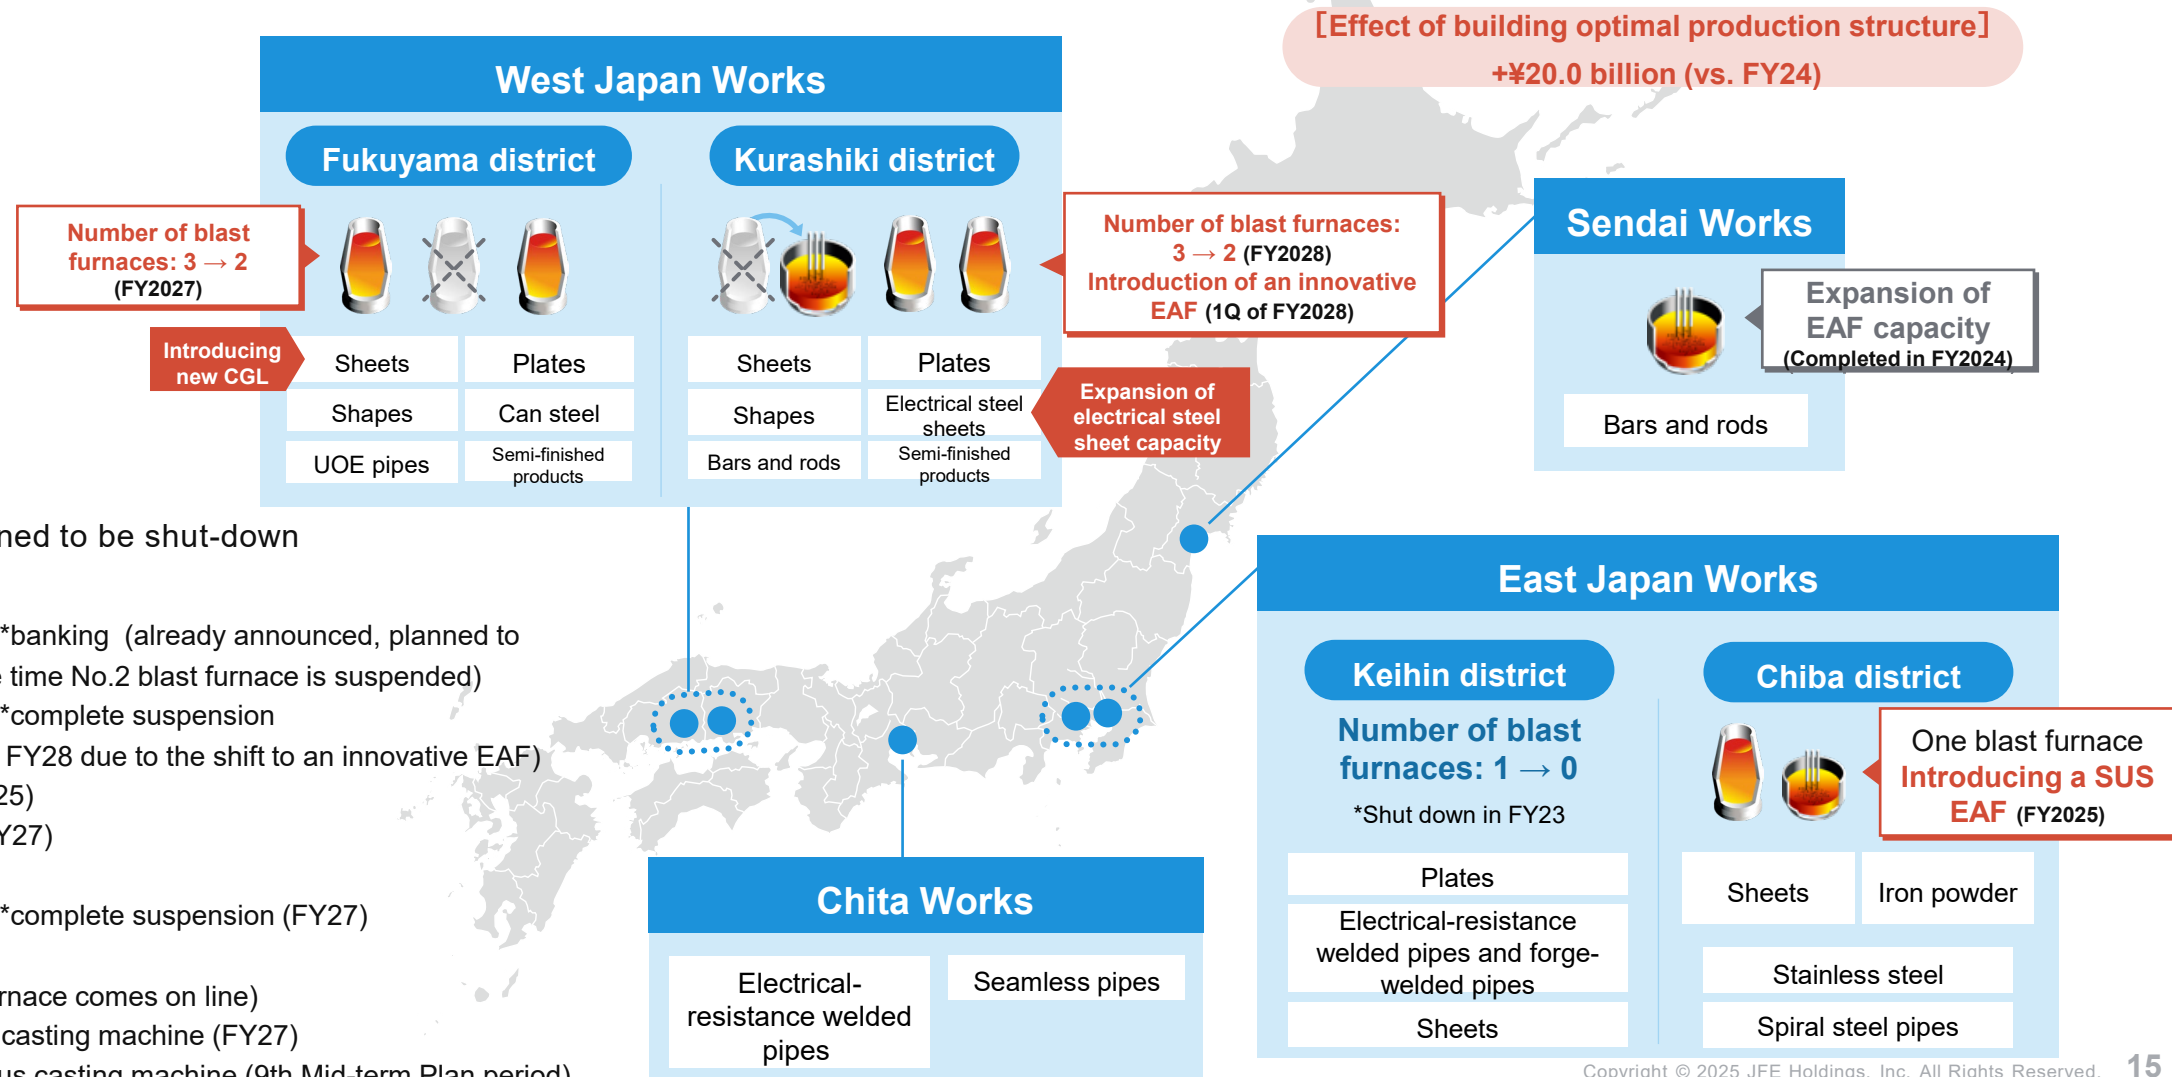 [Effect of building optimal production structure]
+¥20.0 billion (vs. FY24)
West Japan Works
Fukuyama district
Kurashiki district
Number of blast
furnaces: 3 → 2
(FY2027)
Number of blast furnaces:
3 → 2 (FY2028)
Introduction of an innovative
EAF (1Q of FY2028)
Introducing
new CGL
Sheets
Plates
Shapes
Can steel
UOE pipes
Semi-finished
products
Sheets
Plates
Shapes
Electrical steel
sheets
Bars and rods
Semi-finished
products
Expansion of
electrical steel
sheet capacity
Sendai Works
Expansion of
EAF capacity
(Completed in FY2024)
Bars and rods
ned to be shut-down
*banking (already announced, planned to
time No.2 blast furnace is suspended)
*complete suspension
FY28 due to the shift to an innovative EAF)
25)
Y27)
*complete suspension (FY27)
rnace comes on line)
casting machine (FY27)
us casting machine (9th Mid-term Plan period)
East Japan Works
Keihin district
Number of blast
furnaces: 1 → 0
*Shut down in FY23
Plates
Electrical-resistance
welded pipes and forge-
welded pipes
Sheets
Chiba district
One blast furnace
Introducing a SUS
EAF (FY2025)
Sheets
Iron powder
Stainless steel
Spiral steel pipes
Chita Works
Electrical-
resistance welded
pipes
Seamless pipes
Copyright © 2025 JFE Holdings, Inc. All Rights Reserved.
15